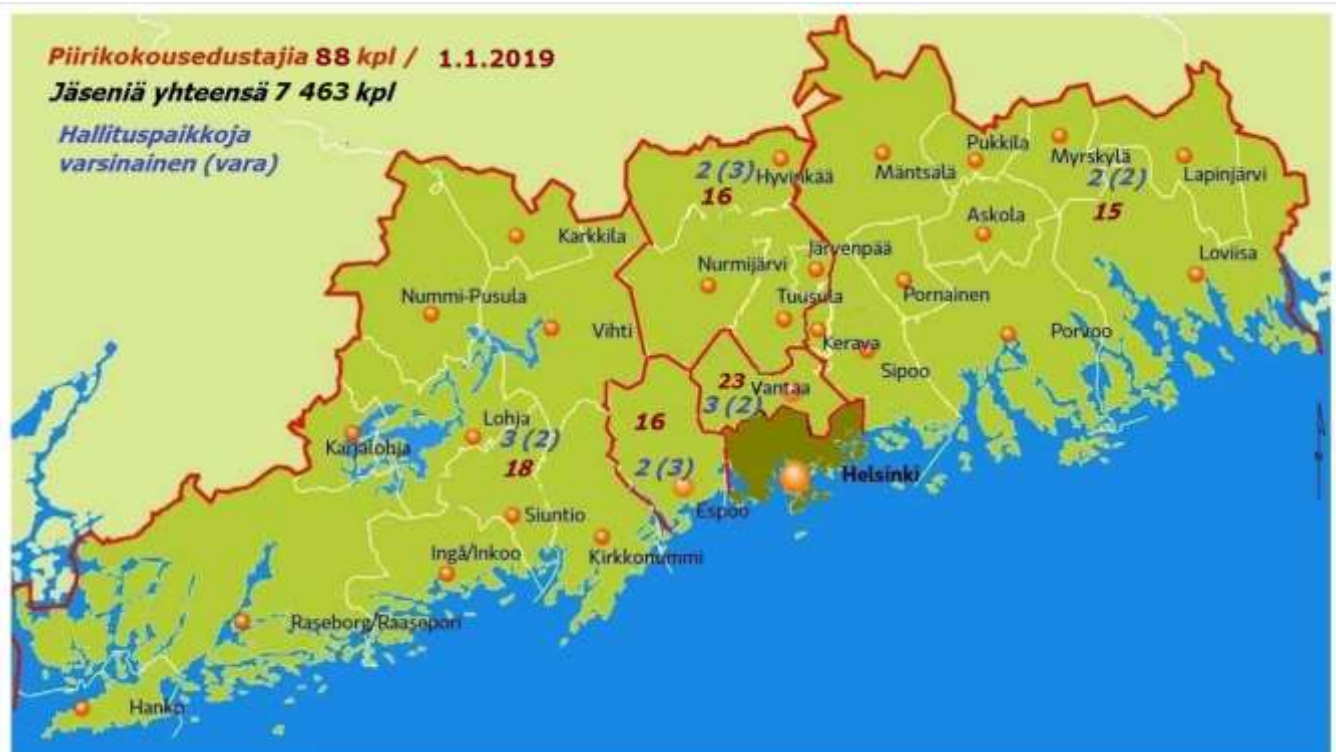 Piirikokousedustajia 88 kpl / 1.1.2019
Jäseniä yhteensä 7 463 kpl
Hallituspaikkoja
varsinainen (vara)
Pukkila
Myrskylä
2 (3) Hyvinkää
Mäntsälä
2 (2)
Lapinjärvi
16
15
Askola
Karkkila
Järvenpää
Loviisa
Nurmijärvi
Nummi-Pusula
Tuusula
Pornainen
Vihti
Kerava
Porvoo
Sipoo
23
Vantaa
3 (2)
Lohja
16
3 (2)
Karjalohja
18
2 (3)
Helsinki
Espoo
Siuntio
Ingå/Inkoo
Kirkkonummi
Raseborg/Raasepori
Hanko
N